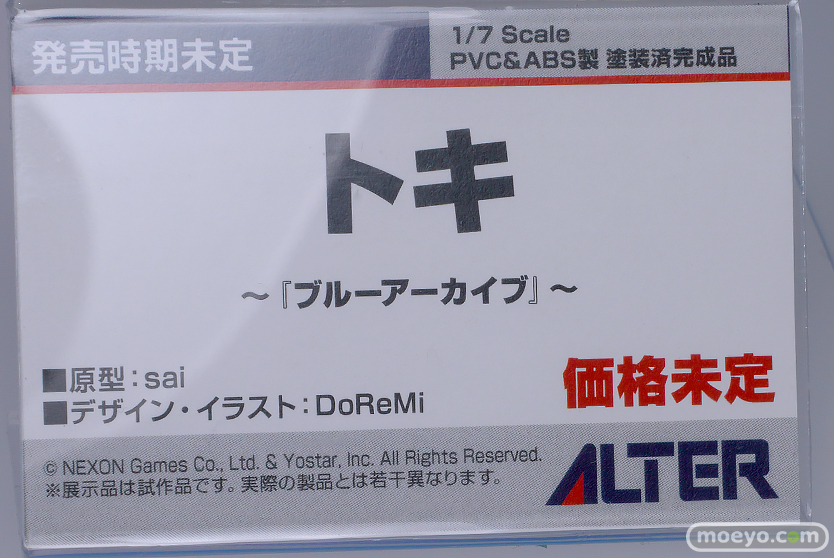 発売時期未定
1/7 Scale
PVC&ABS製 塗装済完成品
トキ
～『ブルーアーカイブ』～
■原型：sai
■デザイン・イラスト：DoReMi
価格未定
© NEXON Games Co., Ltd. & Yostar, Inc. All Rights Reserved.
※展示品は試作品です。実際の製品とは若干異なります。
ALTER
moeyo.com